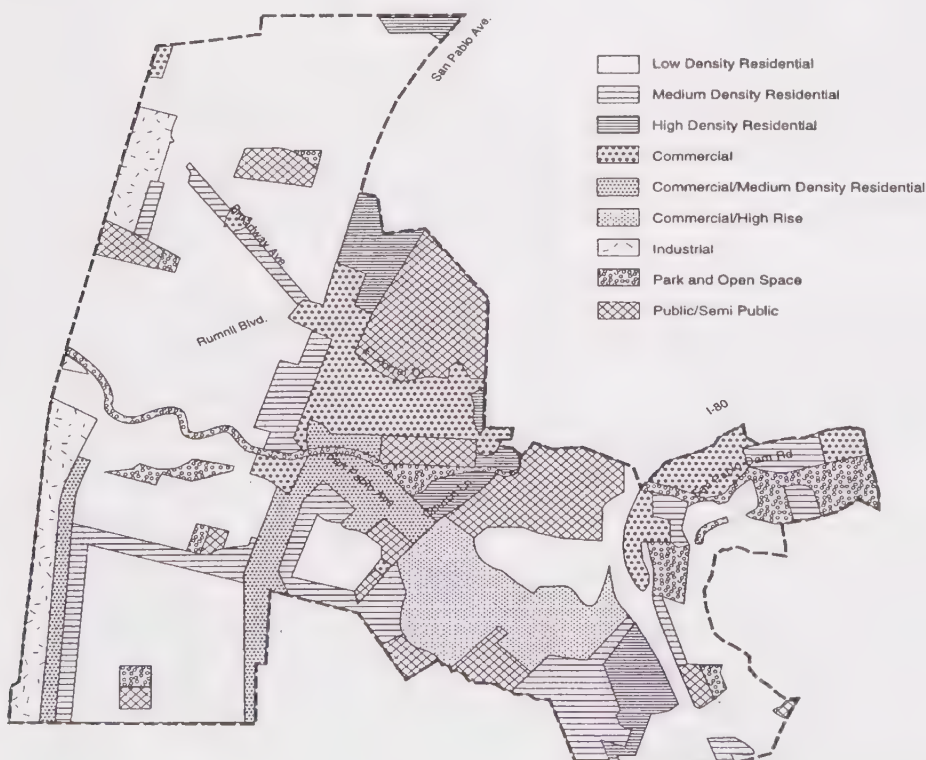 San Pablo Ave.
Low Density Residential
Medium Density Residential
High Density Residential
Commercial
Commercial/Medium Density Residential
Commercial/High Rise
Industrial
Park and Open Space
Public/Semi Public
Broadway Ave
Rumrill Blvd.
I-80
Dam Rd